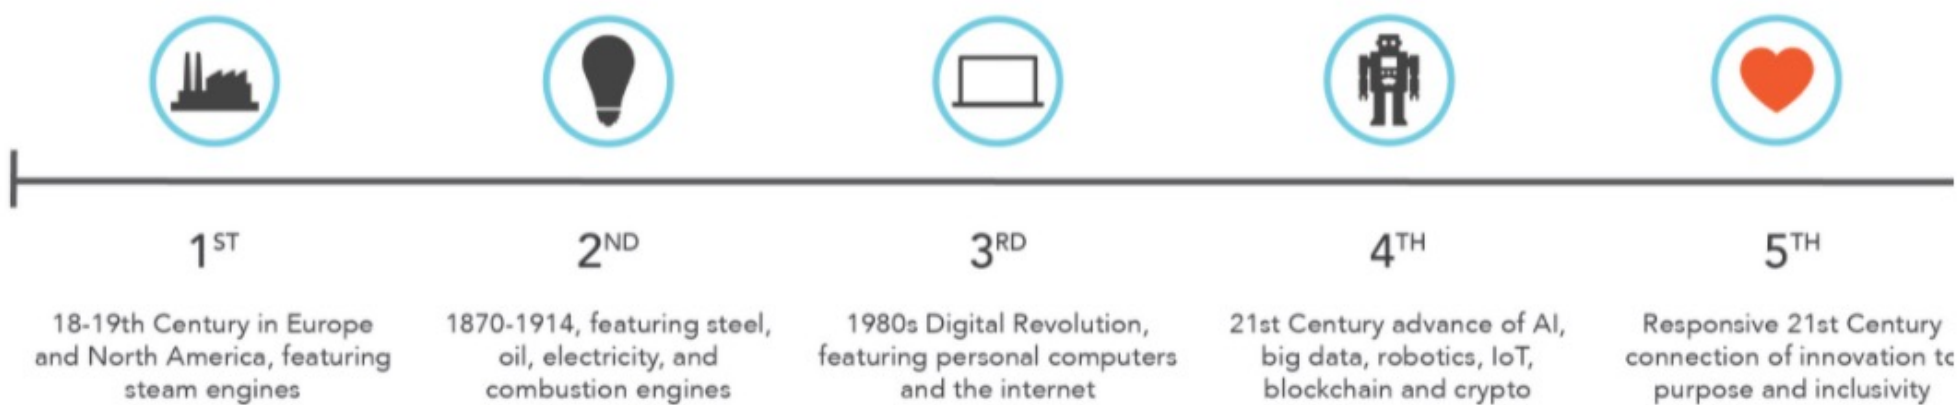 1ST
18-19th Century in Europe
and North America, featuring
steam engines
2ND
1870-1914, featuring steel,
oil, electricity, and
combustion engines
3RD
1980s Digital Revolution,
featuring personal computers
and the internet
4TH
21st Century advance of AI,
big data, robotics, IoT,
blockchain and crypto
5TH
Responsive 21st Century
connection of innovation to
purpose and inclusivity